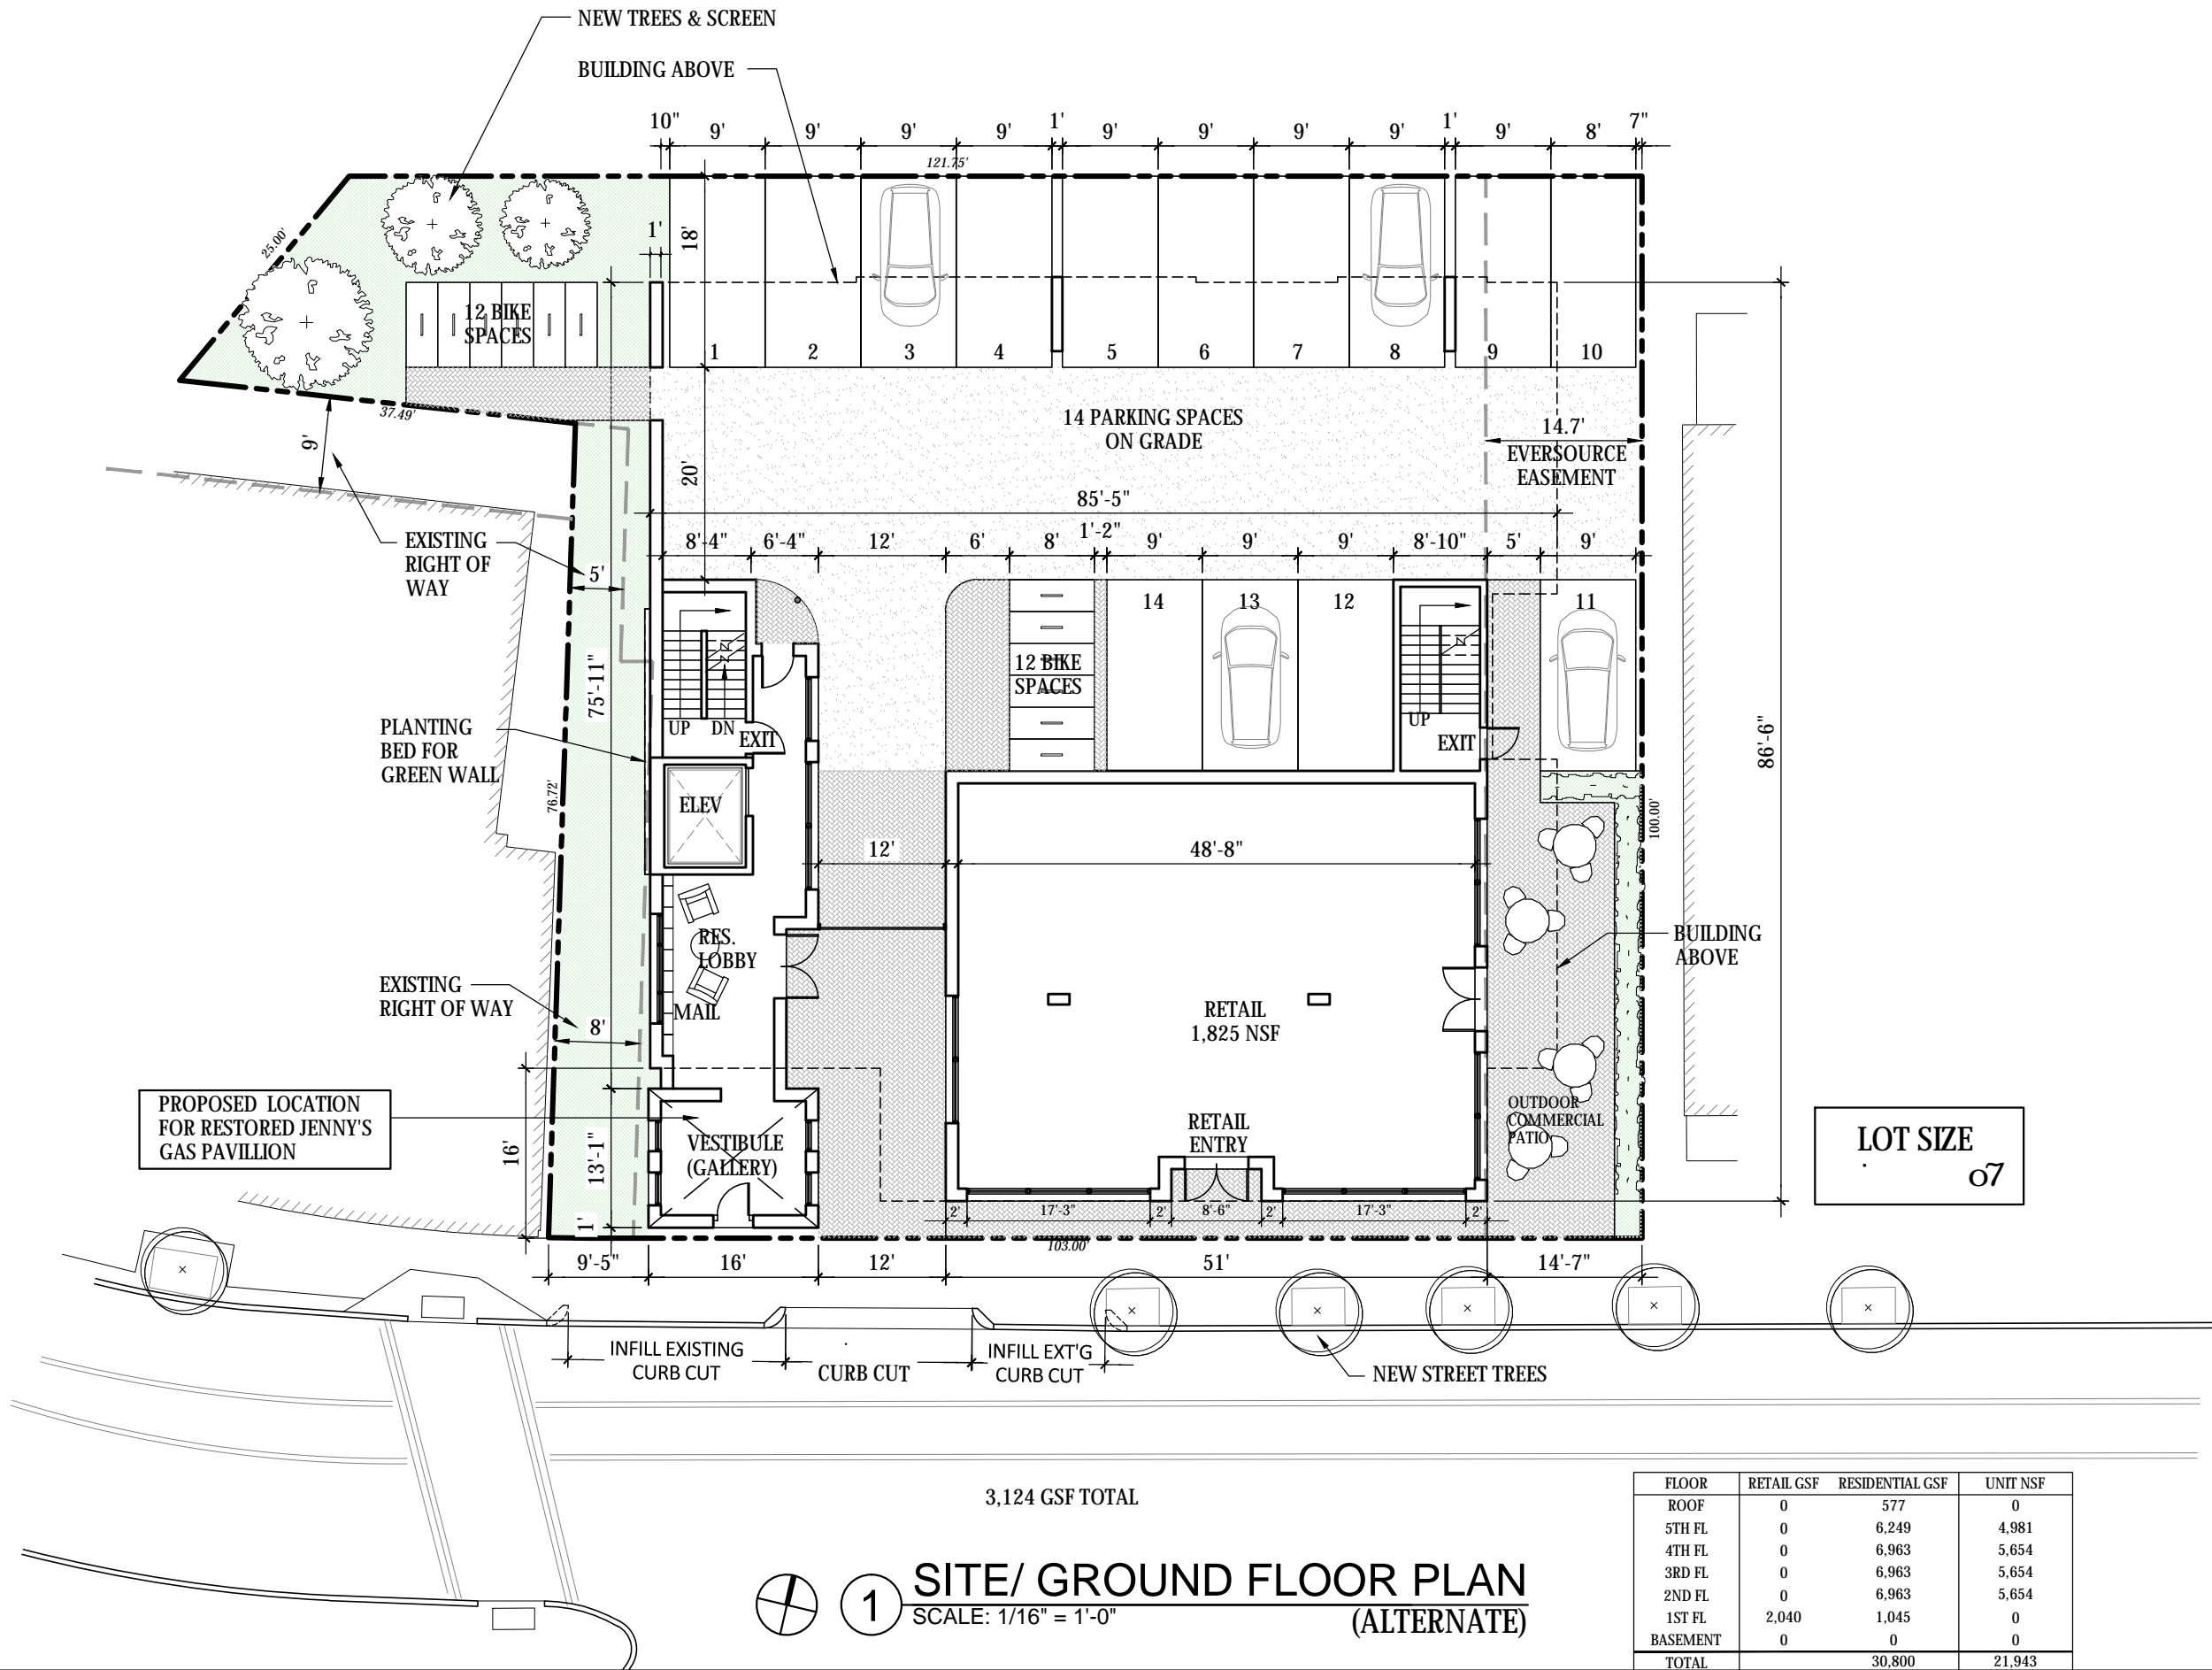 NEW TREES & SCREEN
BUILDING ABOVE
10" 9' 9' 9' 9' 1' 9' 9' 9' 9' 1' 9' 8' 7"
121.75'
25.00'
1'
18'
12 BIKE
SPACES
1 2 3 4 5 6 7 8 9 10
37.49'
9'
14 PARKING SPACES
ON GRADE
14.7'
EVERSOURCE
EASEMENT
20'
85'-5"
8'-4" 6'-4" 12' 6' 8' 1'-2" 9' 9' 9' 8'-10" 5' 9'
EXISTING
RIGHT OF
WAY
5'
14 13 12 11
12 BIKE
SPACES
75'-11"
UP DN EXIT
UP
EXIT
86'-6"
PLANTING
BED FOR
GREEN WALL
76.72'
ELEV
100.00'
12'
48'-8"
RES.
LOBBY
MAIL
BUILDING
ABOVE
EXISTING
RIGHT OF WAY
8'
RETAIL
1,825 NSF
PROPOSED LOCATION
FOR RESTORED JENNY'S
GAS PAVILLION
16'
13'-1"
1'
VESTIBULE
(GALLERY)
RETAIL
ENTRY
OUTDOOR
COMMERCIAL
PATIO
LOT SIZE
07
2' 17'-3" 2' 8'-6" 2' 17'-3" 2'
103.00'
9'-5" 16' 12' 51' 14'-7"
INFILL EXISTING
CURB CUT
CURB CUT
INFILL EXT'G
CURB CUT
NEW STREET TREES
3,124 GSF TOTAL
1 SITE/ GROUND FLOOR PLAN
SCALE: 1/16" = 1'-0"
(ALTERNATE)
FLOOR RETAIL GSF RESIDENTIAL GSF UNIT NSF
ROOF 0 577 0
5TH FL 0 6,249 4,981
4TH FL 0 6,963 5,654
3RD FL 0 6,963 5,654
2ND FL 0 6,963 5,654
1ST FL 2,040 1,045 0
BASEMENT 0 0 0
TOTAL 30,800 21,943